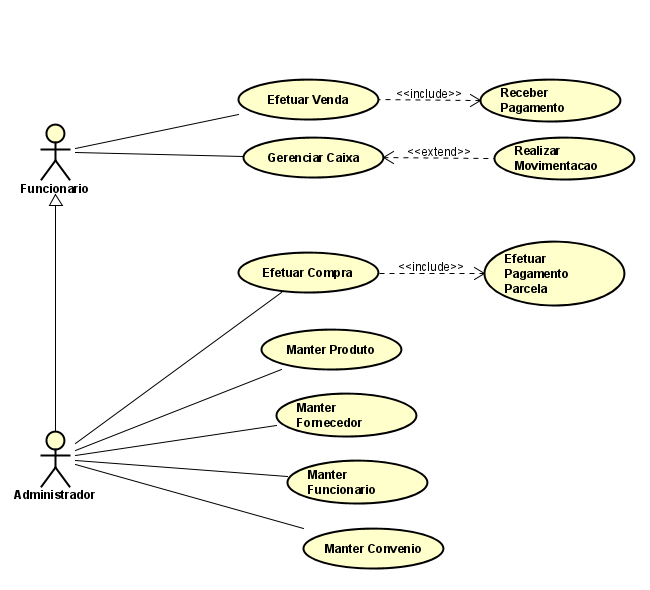 Efetuar Venda
<<include>>
Receber
Pagamento
Funcionario
Gerenciar Caixa
<<extend>>
Realizar
Movimentacao
Efetuar Compra
<<include>>
Efetuar
Pagamento
Parcela
Manter Produto
Manter
Fornecedor
Administrador
Manter
Funcionario
Manter Convenio